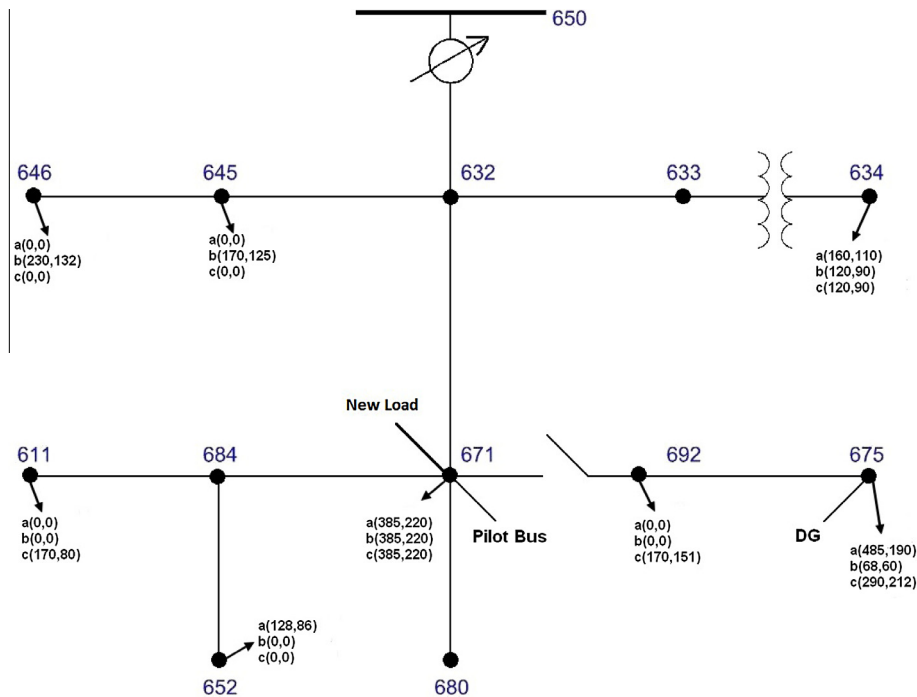 650
646
645
632
633
634
a(0,0)
b(230,132)
c(0,0)
a(0,0)
b(170,125)
c(0,0)
a(160,110)
b(120,90)
c(120,90)
New Load
611
684
671
692
675
a(0,0)
b(0,0)
c(170,80)
a(385,220)
b(385,220)
c(385,220)
Pilot Bus
a(0,0)
b(0,0)
c(170,151)
DG
a(485,190)
b(68,60)
c(290,212)
a(128,86)
b(0,0)
c(0,0)
652
680